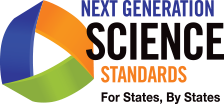 NEXT GENERATION
SCIENCE
STANDARDS
For States, By States